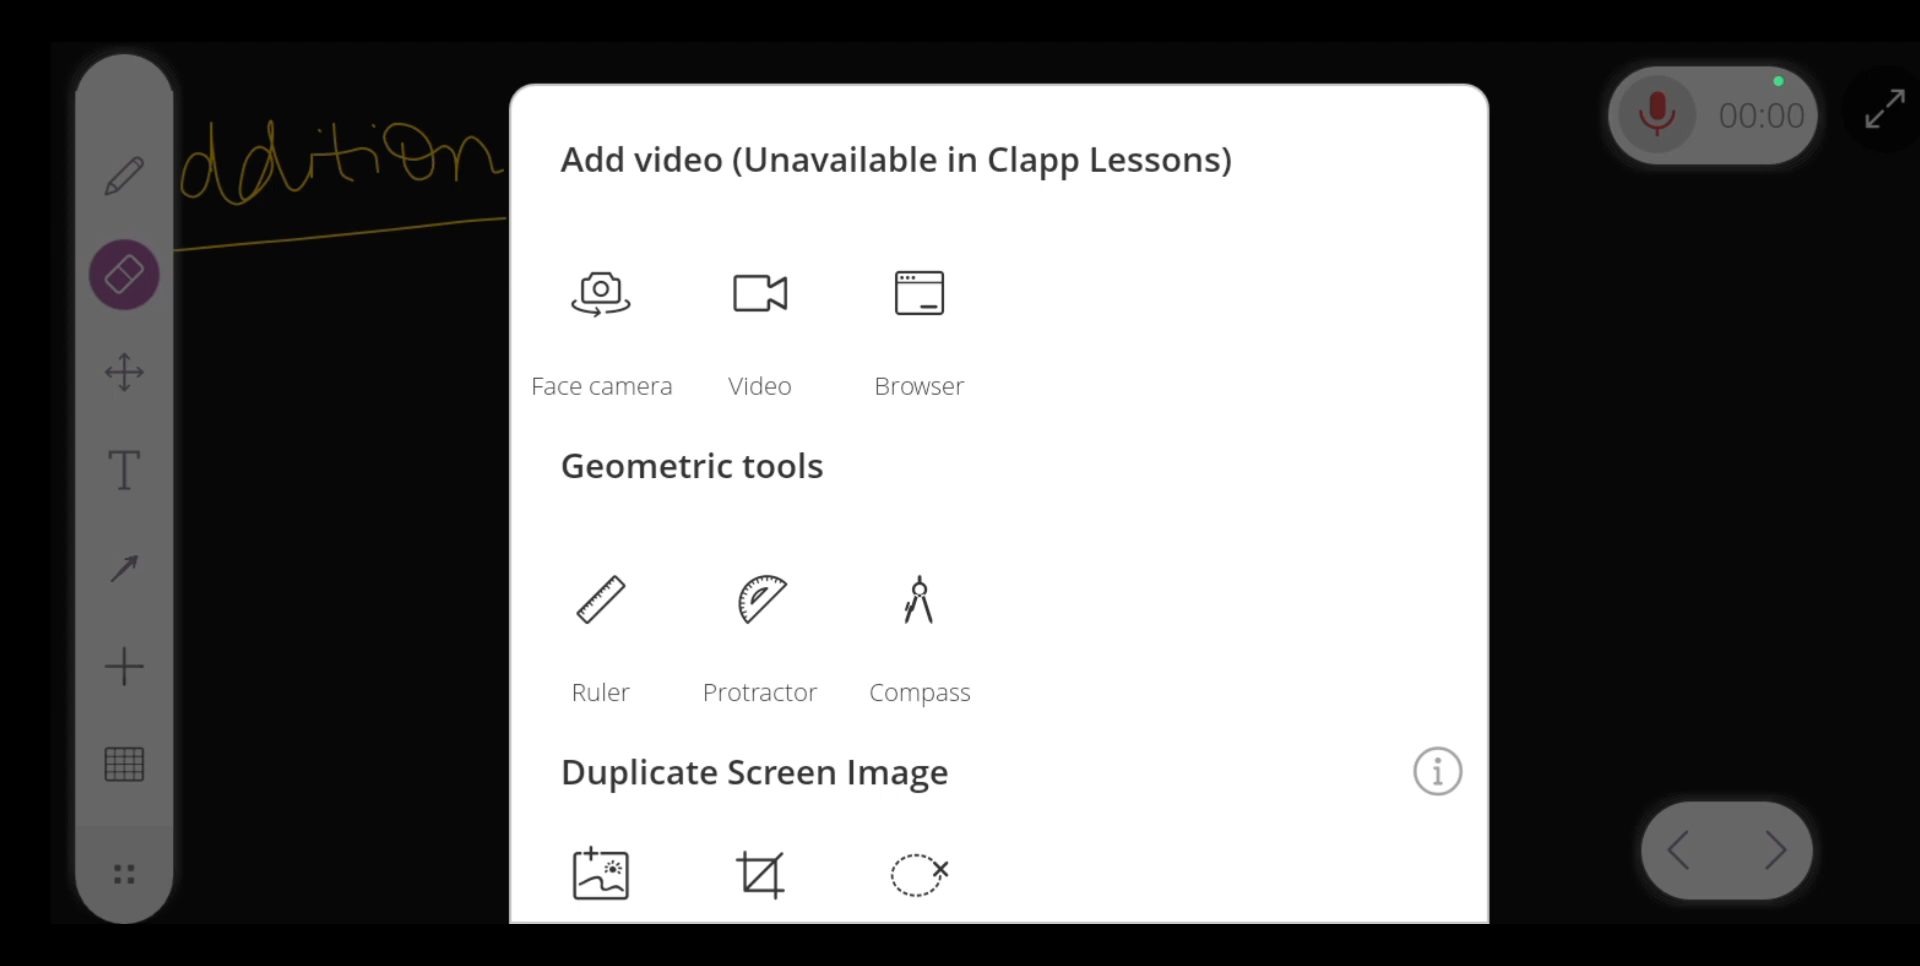 ddition
00:00
Add video (Unavailable in Clapp Lessons)
Face camera Video Browser
Geometric tools
Ruler Protractor Compass
Duplicate Screen Image